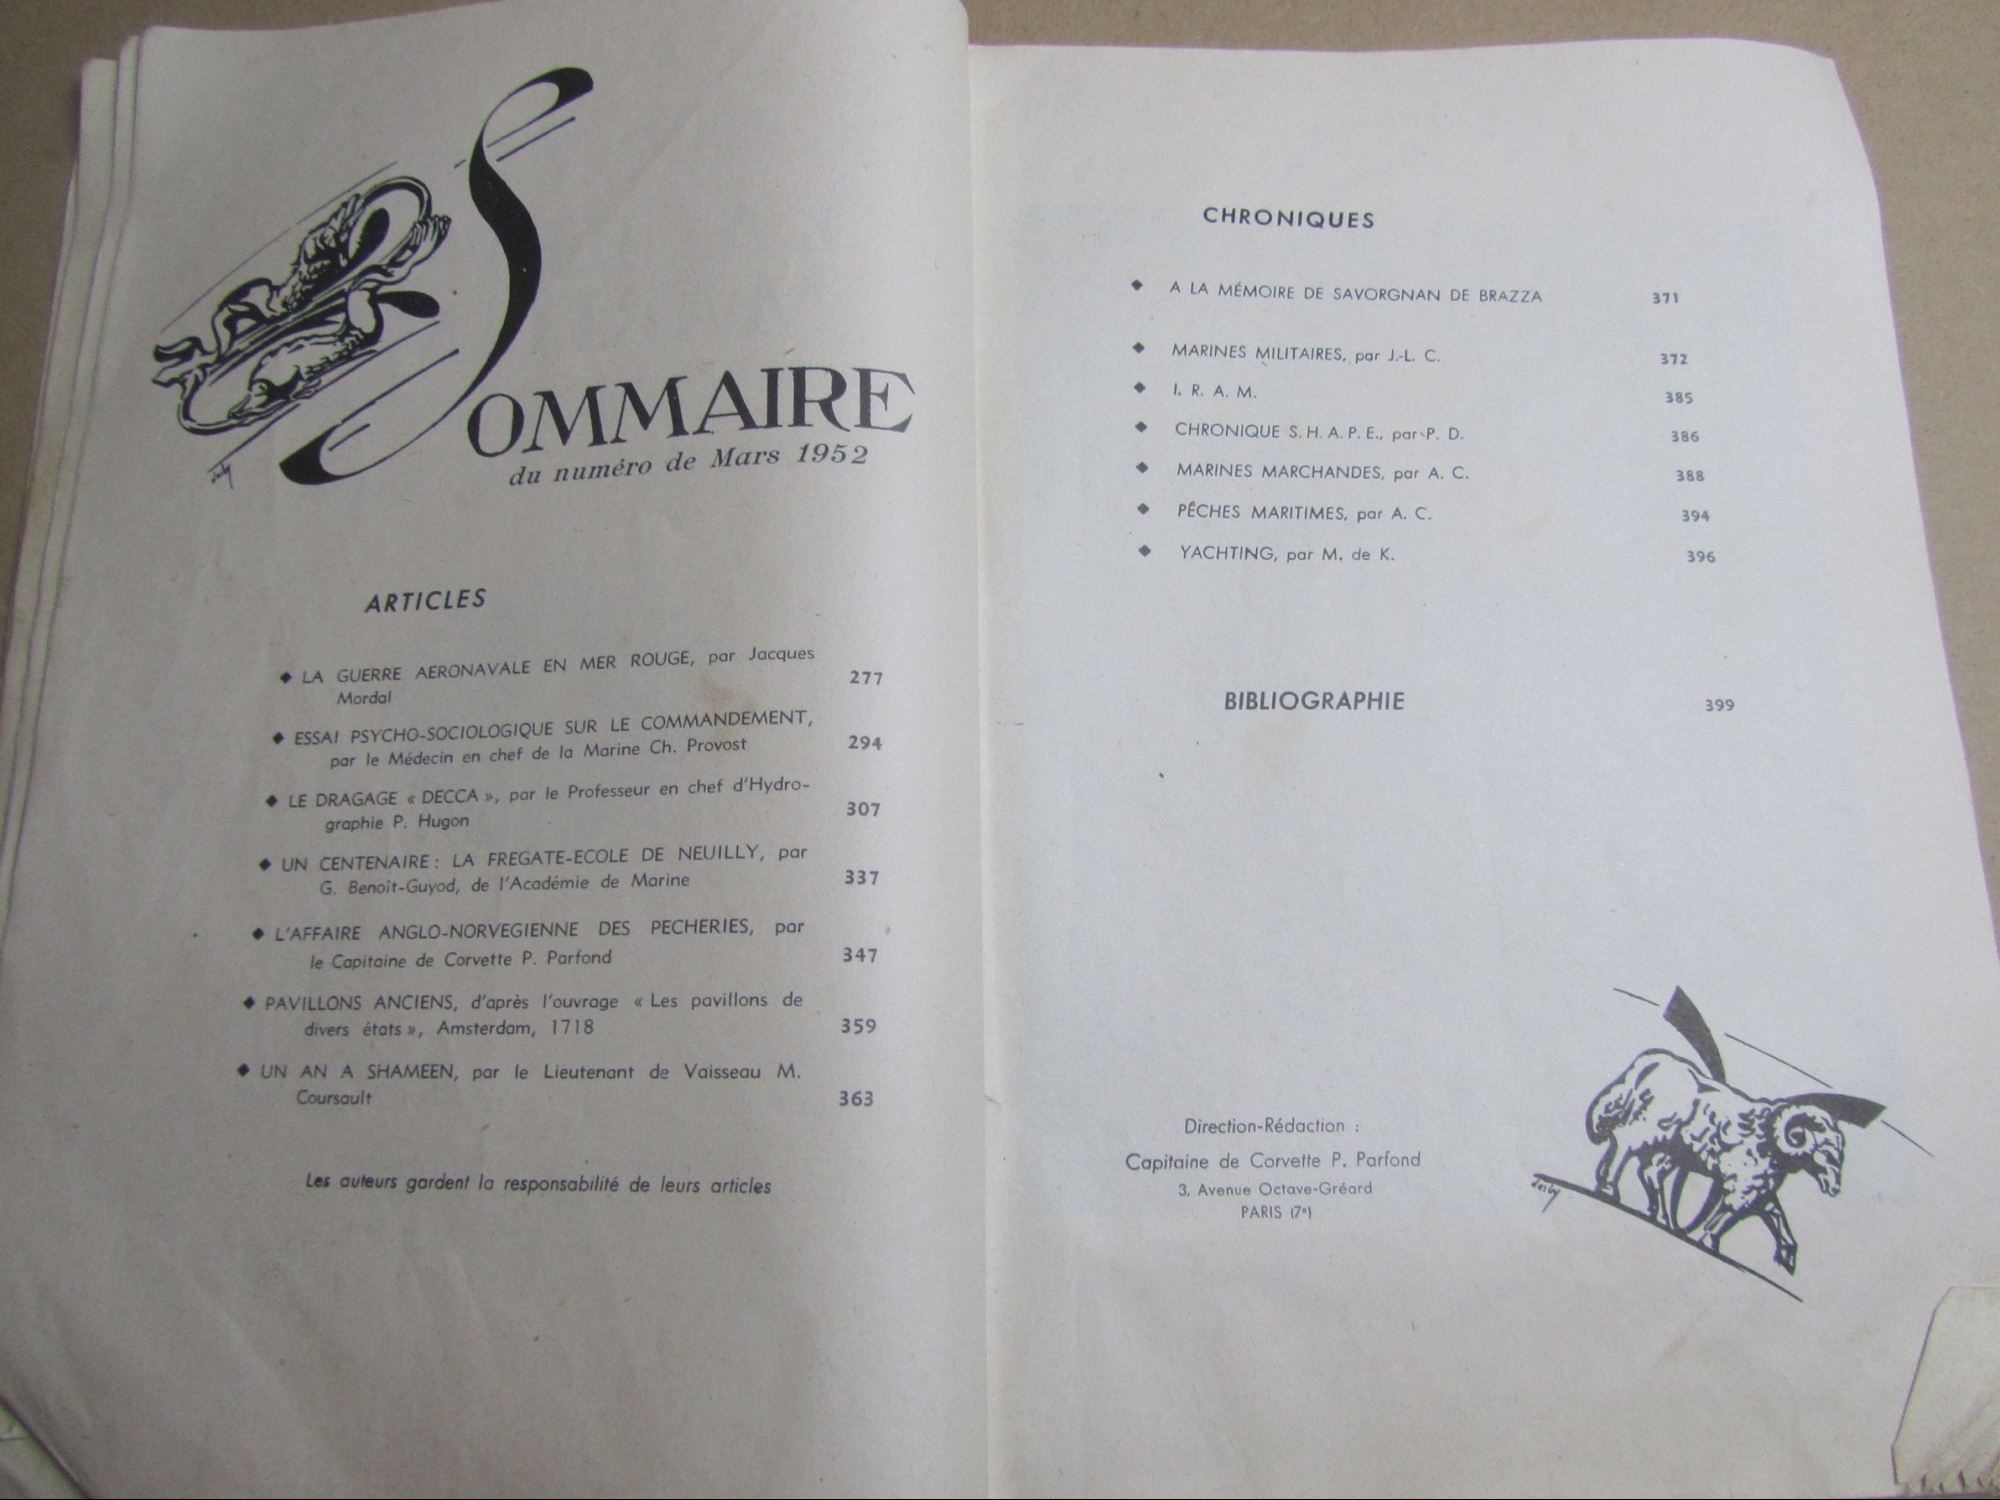 SOMMAIRE
du numéro de Mars 1952
ARTICLES
◆ LA GUERRE AERONAVALE EN MER ROUGE, par Jacques
Mordal 277
◆ ESSAI PSYCHO-SOCIOLOGIQUE SUR LE COMMANDEMENT,
par le Médecin en chef de la Marine Ch. Provost 294
◆ LE DRAGAGE « DECCA », par le Professeur en chef d'Hydro-
graphie P. Hugon 307
◆ UN CENTENAIRE : LA FREGATE-ECOLE DE NEUILLY, par
G. Benoit-Guyod, de l'Académie de Marine 337
◆ L'AFFAIRE ANGLO-NORVEGIENNE DES PECHERIES, par
le Capitaine de Corvette P. Parfond 347
◆ PAVILLONS ANCIENS, d'après l'ouvrage « Les pavillons de
divers états », Amsterdam, 1718 359
◆ UN AN A SHAMEEN, par le Lieutenant de Vaisseau M.
Coursault 363
Les auteurs gardent la responsabilité de leurs articles
CHRONIQUES
◆ A LA MÉMOIRE DE SAVORGNAN DE BRAZZA 371
◆ MARINES MILITAIRES, par J.-L. C. 372
◆ I. R. A. M. 385
◆ CHRONIQUE S. H. A. P. E., par P. D. 386
◆ MARINES MARCHANDES, par A. C. 388
◆ PÊCHES MARITIMES, par A. C. 394
◆ YACHTING, par M. de K. 396
BIBLIOGRAPHIE 399
Direction-Rédaction :
Capitaine de Corvette P. Parfond
3, Avenue Octave-Gréard
PARIS (7e)